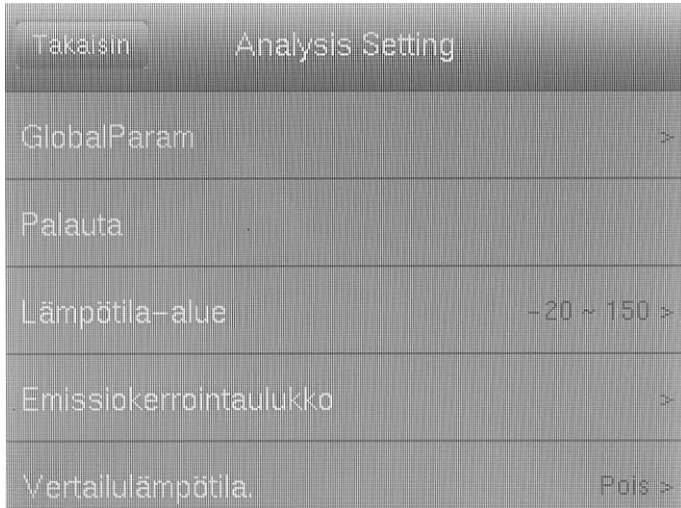 Takaisin Analysis Setting
GlobalParam >
Palauta
Lämpötila-alue -20 ~ 150 >
Emissiokerrointaulukko >
Vertailulämpötila. Pois >